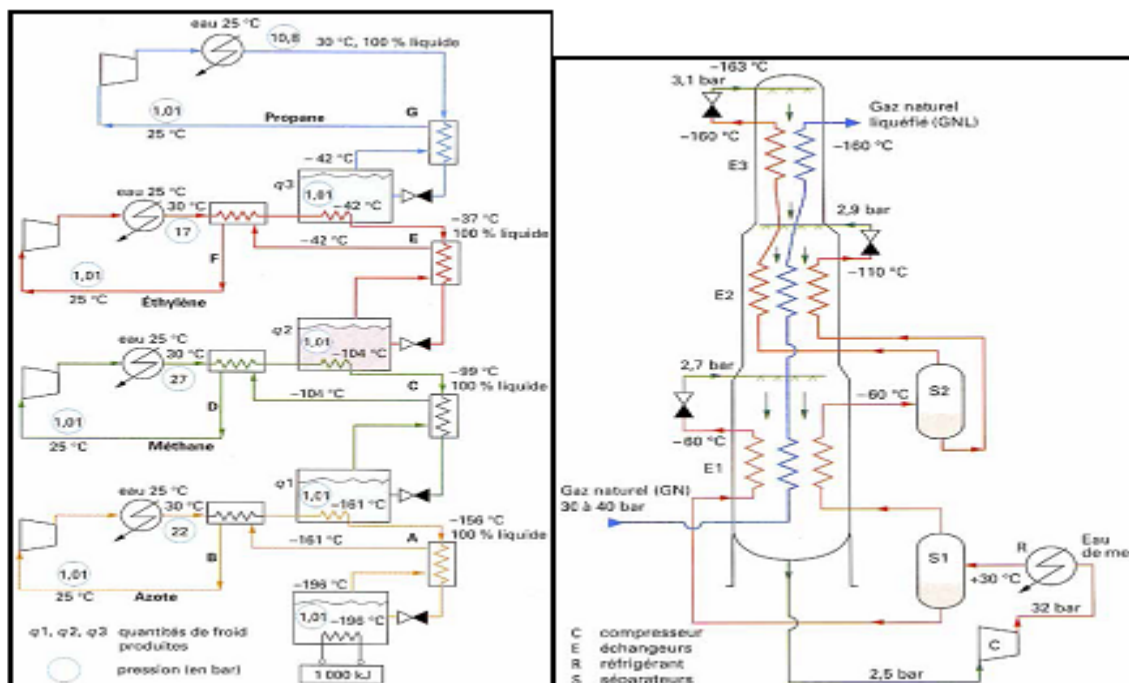 eau 25 °C
10,8
30 °C, 100 % liquide
1,01
25 °C
Propane
G
– 42 °C
q3
1,01
–42 °C
eau 25 °C
30 °C
17
–37 °C
100 % liquide
–42 °C
E
F
1,01
25 °C
Éthylène
q2
1,01
–104 °C
eau 25 °C
30 °C
27
–99 °C
100 % liquide
–104 °C
C
D
1,01
25 °C
Méthane
q1
1,01
–161 °C
eau 25 °C
30 °C
22
–156 °C
100 % liquide
–161 °C
A
B
1,01
25 °C
Azote
–196 °C
1,01
–196 °C
1 000 kJ
q1, q2, q3 quantités de froid
produites
pression (en bar)
–163 °C
3,1 bar
Gaz naturel
liquéfié (GNL)
–160 °C
–160 °C
E3
2,9 bar
–110 °C
E2
2,7 bar
–60 °C
S2
–60 °C
E1
Gaz naturel (GN)
30 à 40 bar
S1
R
Eau
de me
+30 °C
32 bar
C
2,5 bar
C compresseur
E échangeurs
R réfrigérant
S séparateurs